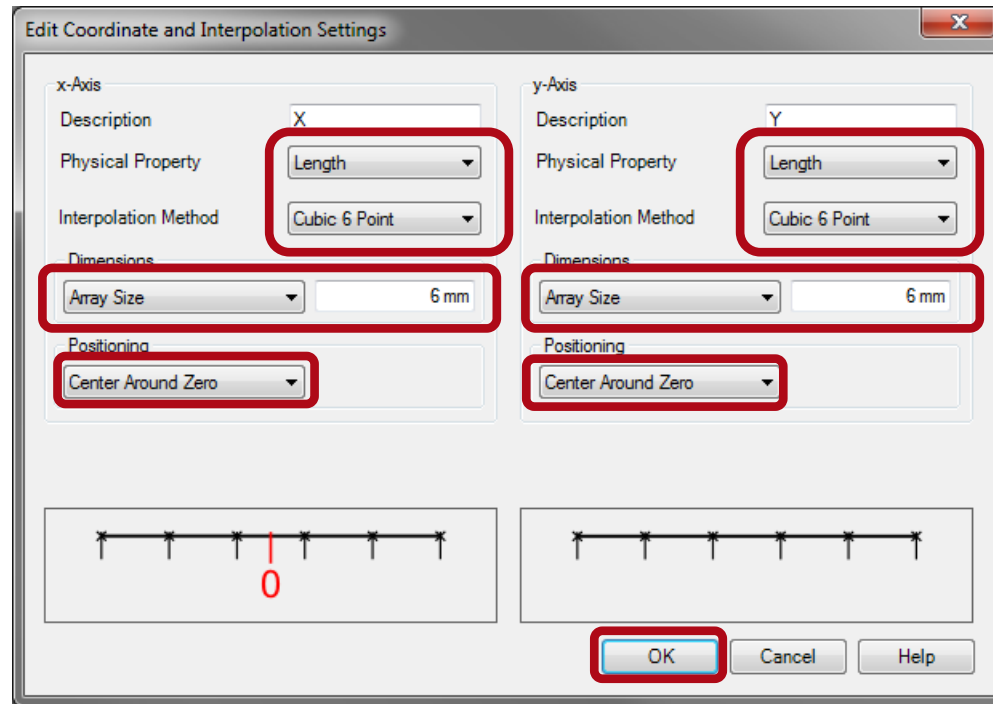 Edit Coordinate and Interpolation Settings
x
x-Axis
Description X
Physical Property Length
Interpolation Method Cubic 6 Point
Dimensions
Array Size 6 mm
Positioning
Center Around Zero
0
y-Axis
Description Y
Physical Property Length
Interpolation Method Cubic 6 Point
Dimensions
Array Size 6 mm
Positioning
Center Around Zero
OK Cancel Help